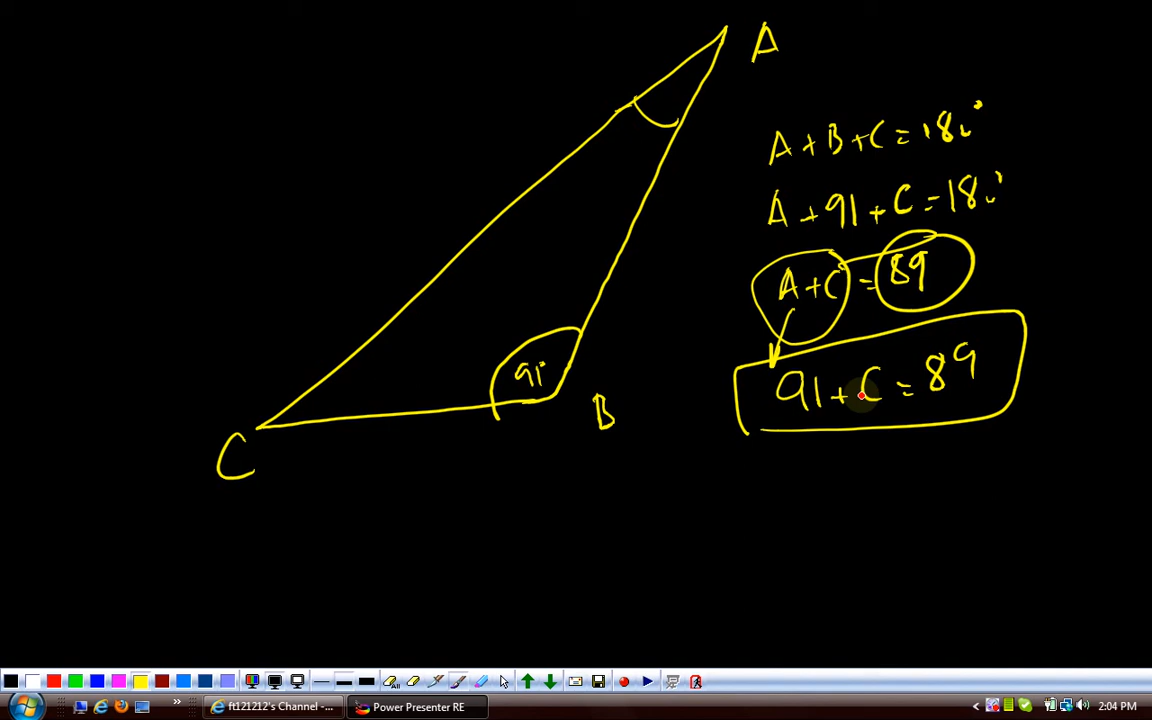 A
A+B+C=180°
A+91+C=180°
A+C=89
91+C=89
91°
B
C
ft121212's Channel -...
Power Presenter RE
2:04 PM